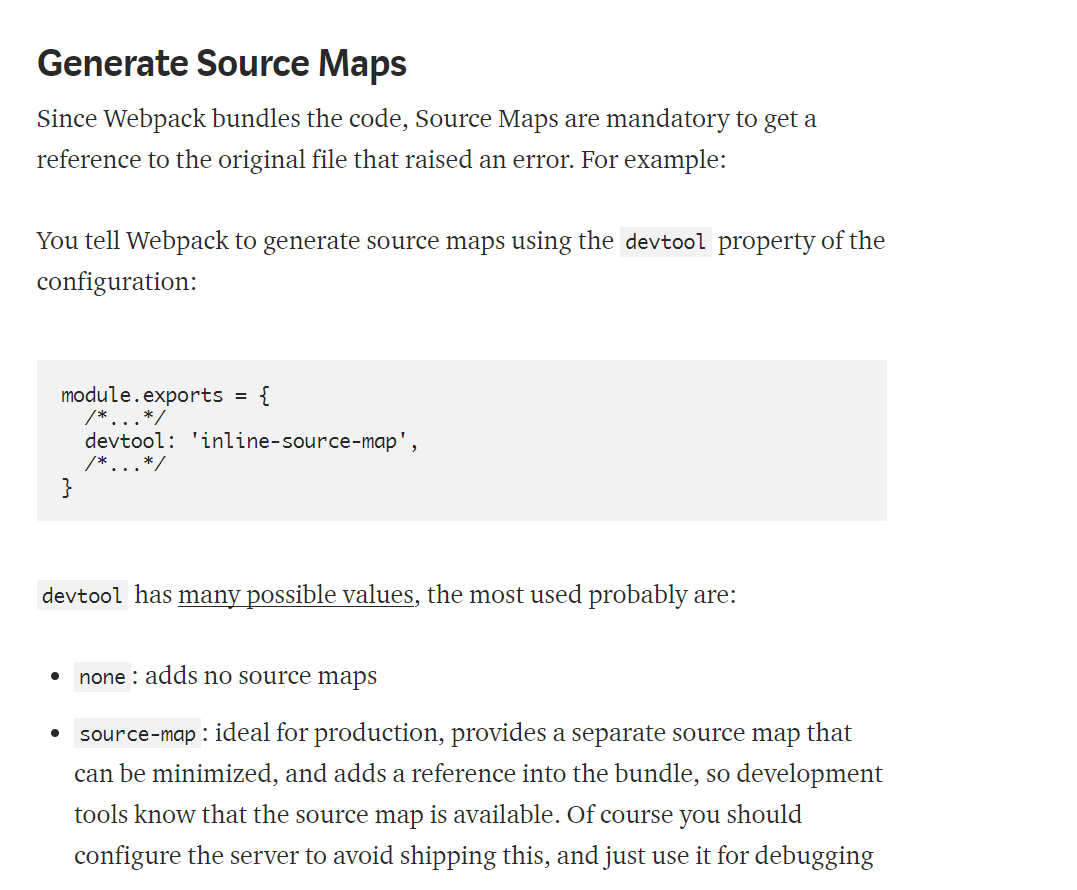 Generate Source Maps
Since Webpack bundles the code, Source Maps are mandatory to get a
reference to the original file that raised an error. For example:
You tell Webpack to generate source maps using the devtool property of the
configuration:
module.exports = {
  /*...*/
  devtool: 'inline-source-map',
  /*...*/
}
devtool has many possible values, the most used probably are:
• none: adds no source maps
• source-map: ideal for production, provides a separate source map that
can be minimized, and adds a reference into the bundle, so development
tools know that the source map is available. Of course you should
configure the server to avoid shipping this, and just use it for debugging